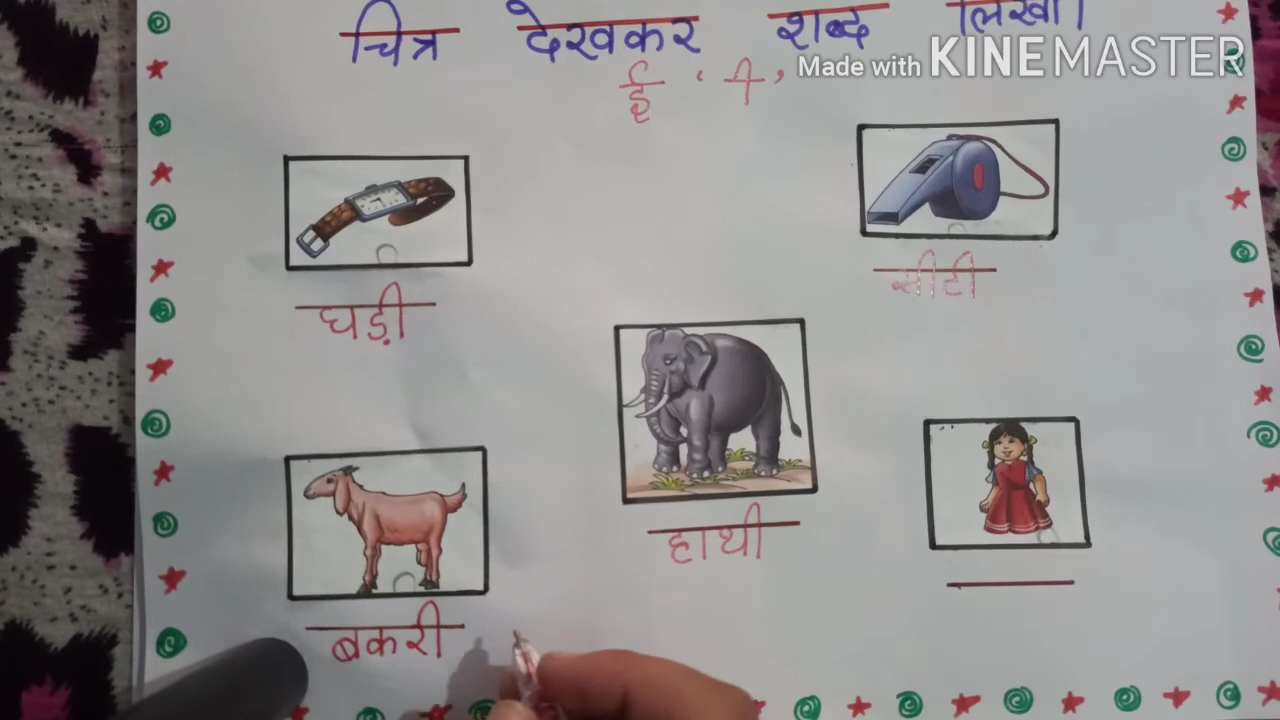 चित्र देखकर शब्द लिखो।
Made with KINEMASTER
ई ' ी '
घड़ी
सीटी
हाथी
बकरी